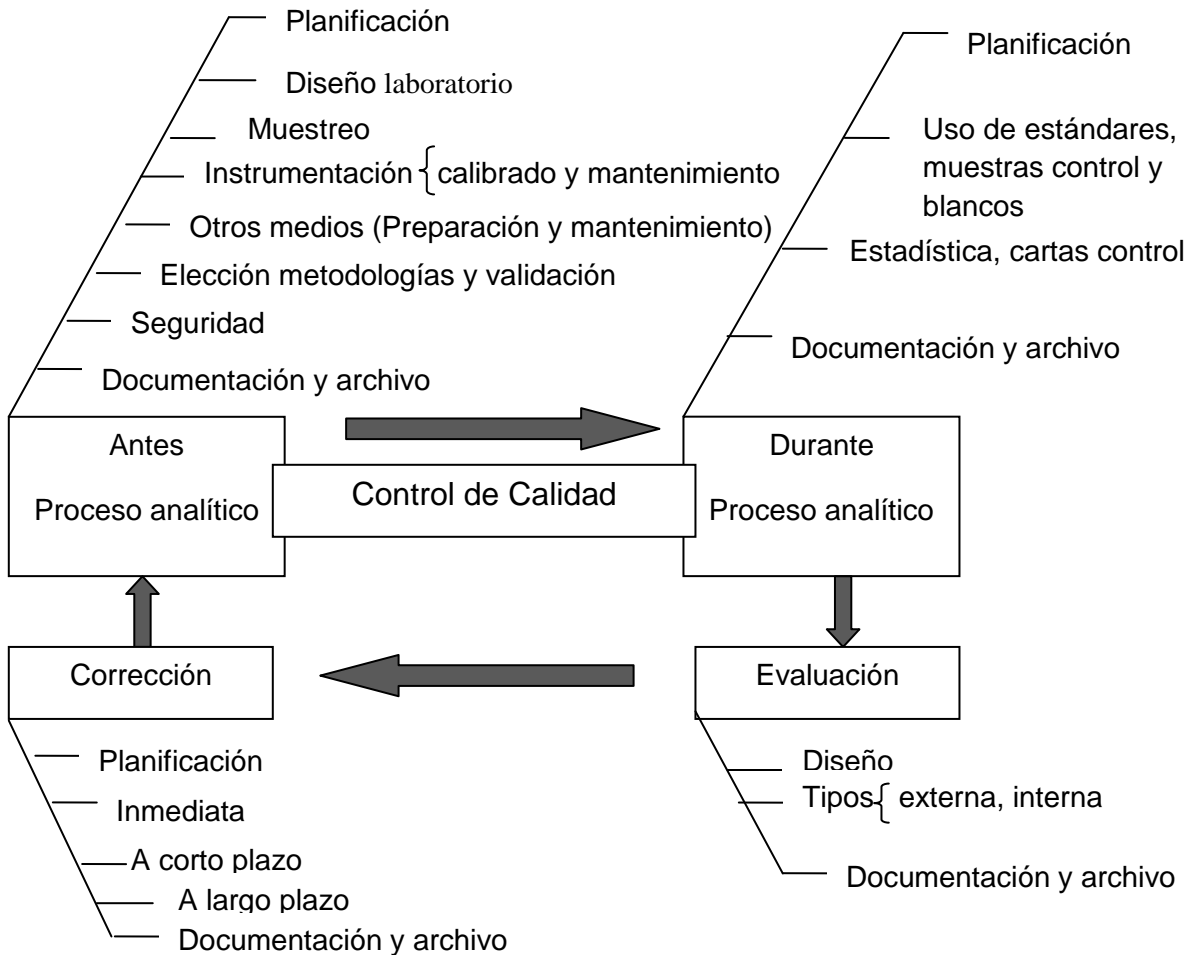 Planificación
Diseño laboratorio
Muestreo
Instrumentación { calibrado y mantenimiento
Otros medios (Preparación y mantenimiento)
Elección metodologías y validación
Seguridad
Documentación y archivo
Planificación
Uso de estándares,
muestras control y
blancos
Estadística, cartas control
Documentación y archivo
Antes
Proceso analítico
Control de Calidad
Durante
Proceso analítico
Corrección
Evaluación
Planificación
Inmediata
A corto plazo
A largo plazo
Documentación y archivo
Diseño
Tipos { externa, interna
Documentación y archivo